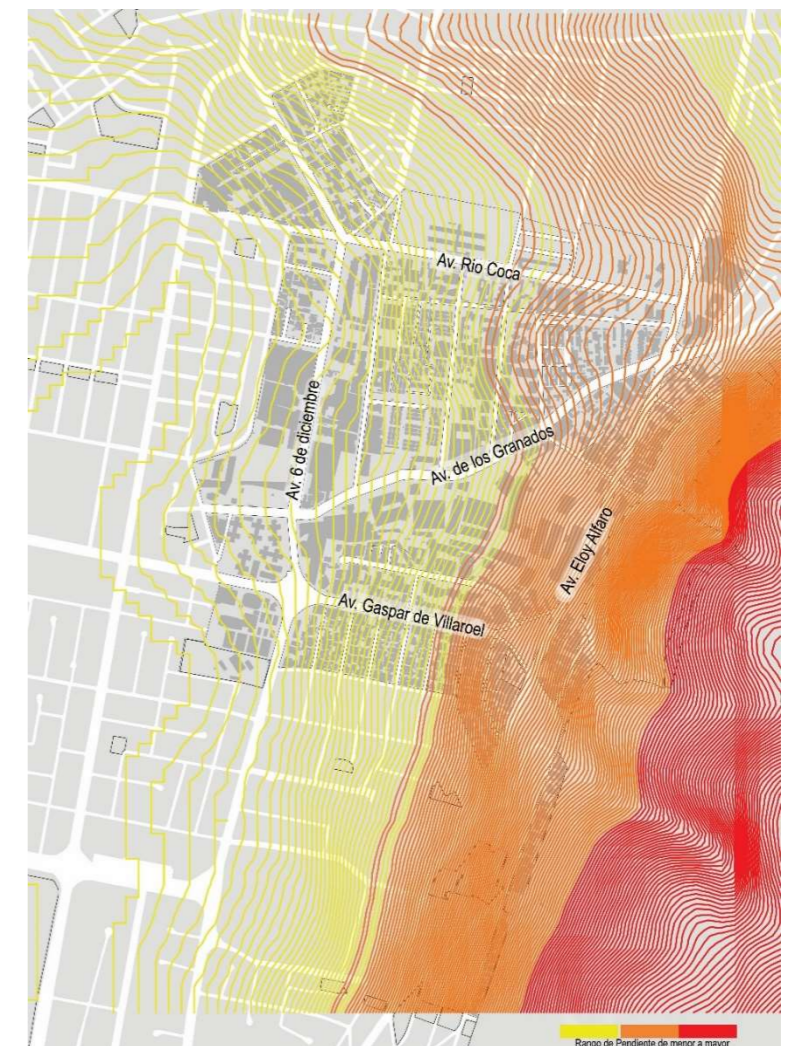 Av. Rio Coca
Av. 6 de diciembre
Av. de los Granados
Av. Eloy Alfaro
Av. Gaspar de Villaroel
Rango de Pendiente de menor a mayor